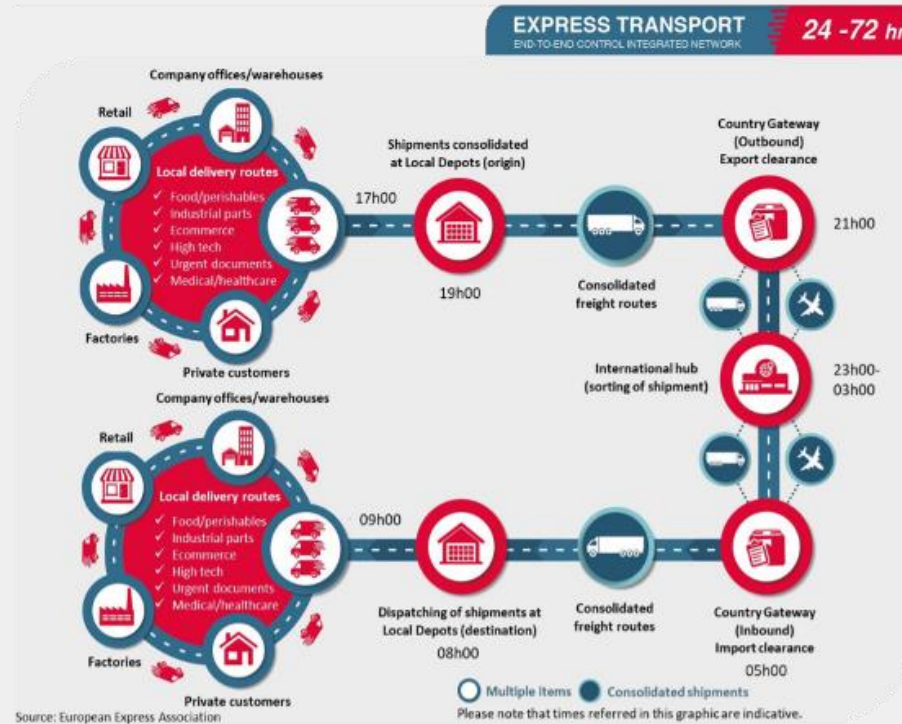 EXPRESS TRANSPORT
END-TO-END CONTROL INTEGRATED NETWORK
24 -72 hr
Company offices/warehouses
Retail
Local delivery routes
✓ Food/perishables
✓ Industrial parts
✓ Ecommerce
✓ High tech
✓ Urgent documents
✓ Medical/healthcare
Factories
Private customers
17h00
Shipments consolidated
at Local Depots (origin)
19h00
Consolidated
freight routes
Country Gateway
(Outbound)
Export clearance
21h00
International hub
(sorting of shipment)
23h00-
03h00
Company offices/warehouses
Retail
Local delivery routes
✓ Food/perishables
✓ Industrial parts
✓ Ecommerce
✓ High tech
✓ Urgent documents
✓ Medical/healthcare
Factories
Private customers
09h00
Dispatching of shipments at
Local Depots (destination)
08h00
Consolidated
freight routes
Country Gateway
(Inbound)
Import clearance
05h00
Multiple items
Consolidated shipments
Source: European Express Association
Please note that times referred in this graphic are indicative.